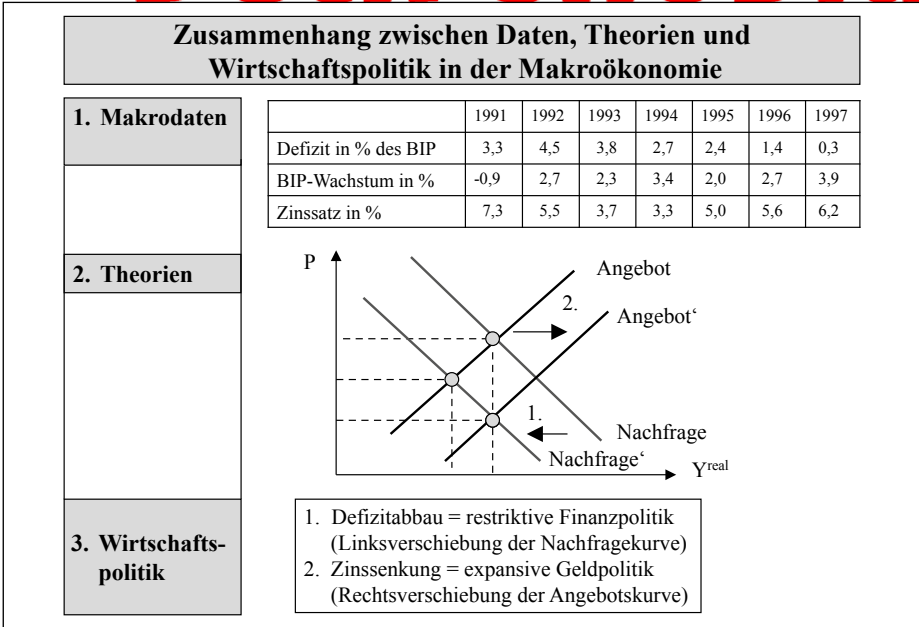 Zusammenhang zwischen Daten, Theorien und
Wirtschaftspolitik in der Makroökonomie
1. Makrodaten
1991 1992 1993 1994 1995 1996 1997
Defizit in % des BIP 3,3 4,5 3,8 2,7 2,4 1,4 0,3
BIP-Wachstum in % -0,9 2,7 2,3 3,4 2,0 2,7 3,9
Zinssatz in % 7,3 5,5 3,7 3,3 5,0 5,6 6,2
2. Theorien
P
Angebot
2.
Angebot‘
1.
Nachfrage
Nachfrage‘
Yreal
3. Wirtschafts-
politik
1. Defizitabbau = restriktive Finanzpolitik
(Linksverschiebung der Nachfragekurve)
2. Zinssenkung = expansive Geldpolitik
(Rechtsverschiebung der Angebotskurve)